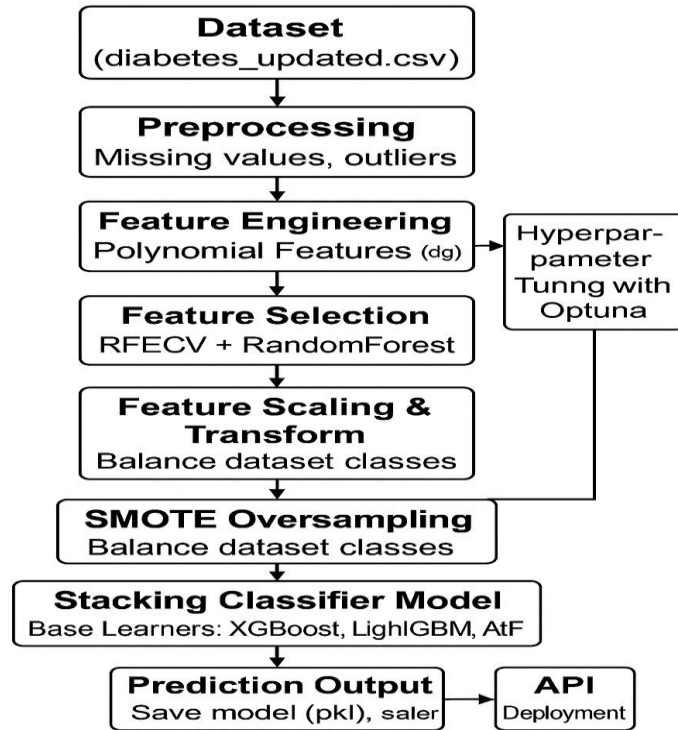 Dataset
(diabetes_updated.csv)
Preprocessing
Missing values, outliers
Feature Engineering
Polynomial Features (dg)
Hyperpar-
pameter
Tunng with
Optuna
Feature Selection
RFECV + RandomForest
Feature Scaling &
Transform
Balance dataset classes
SMOTE Oversampling
Balance dataset classes
Stacking Classifier Model
Base Learners: XGBoost, LighlGBM, AtF
Prediction Output
Save model (pkl), saler
API
Deployment